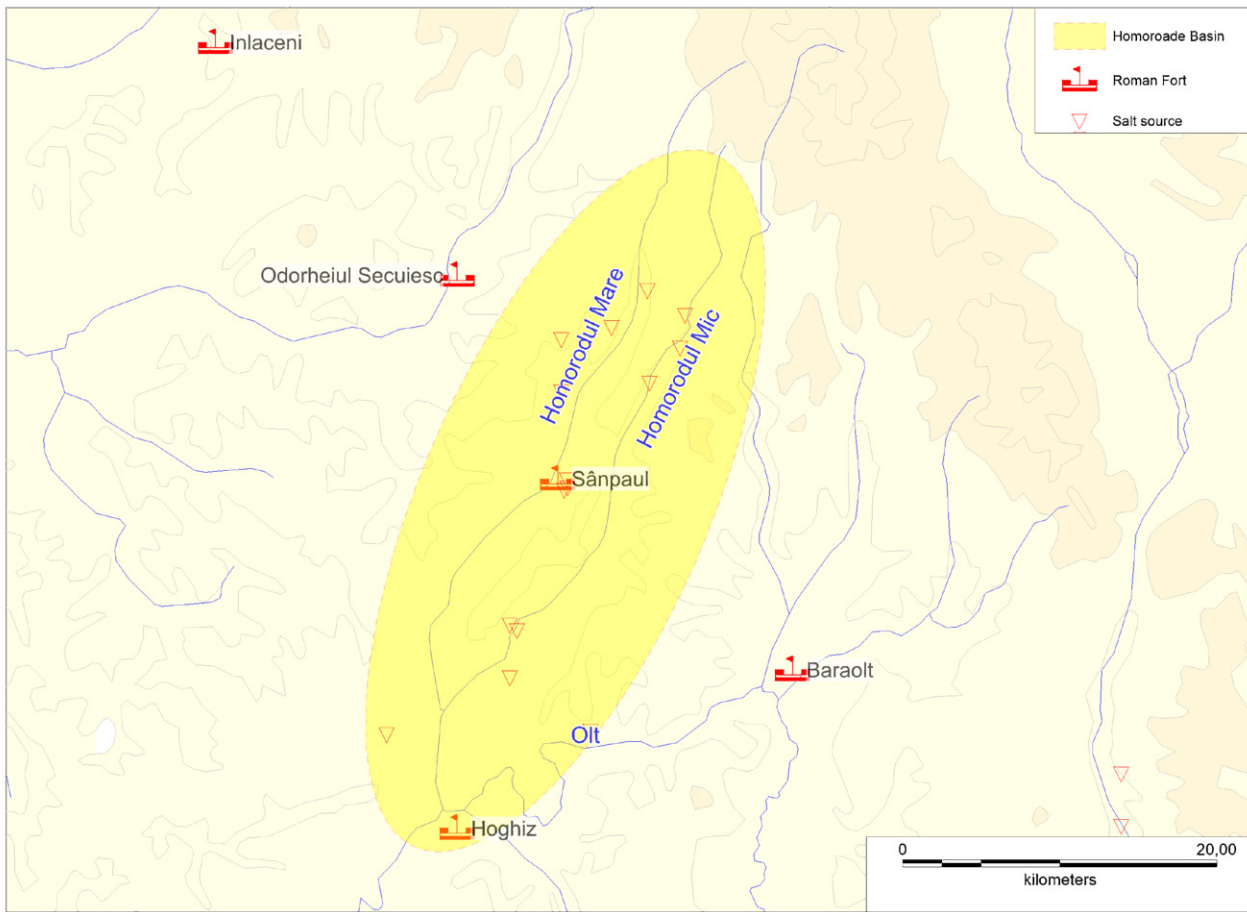 Inlaceni
Homoroade Basin
Roman Fort
Salt source
Odorheiul Secuiesc
Homorodul Mare
Homorodul Mic
Sânpaul
Baraolt
Olt
Hoghiz
0
20,00
kilometers